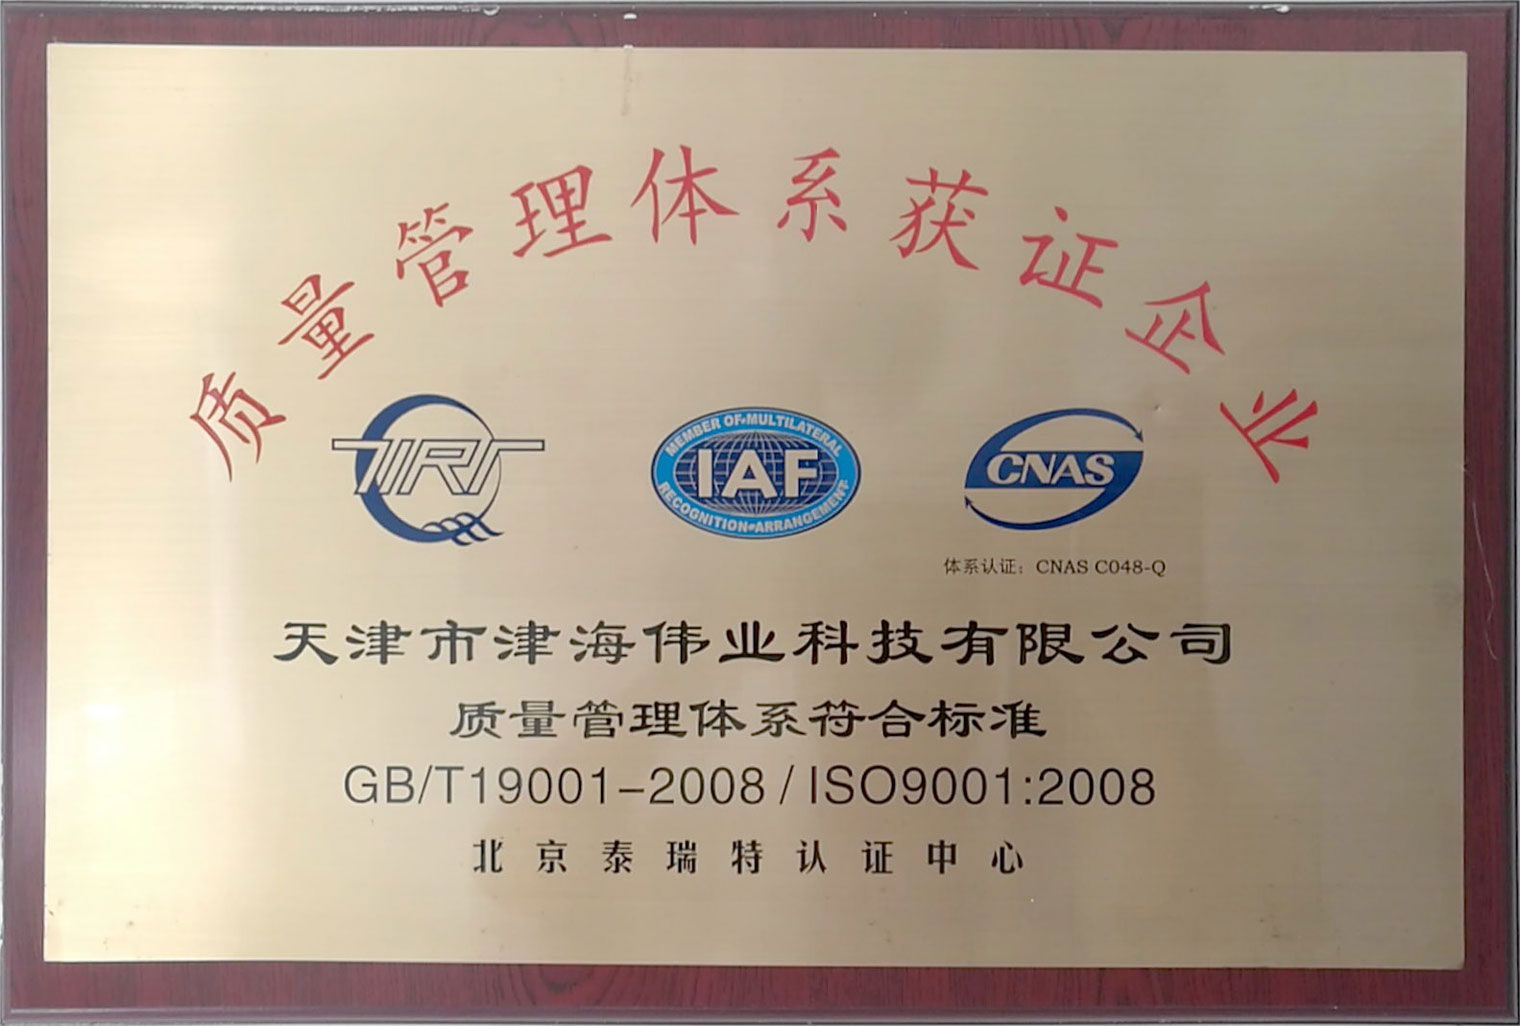 质量管理体系获证企业
TIRT
MEMBER OF MULTILATERAL
IAF
RECOGNITION ARRANGEMENT
CNAS
体系认证：CNAS C048-Q
天津市津海伟业科技有限公司
质量管理体系符合标准
GB/T19001-2008 / ISO9001:2008
北京泰瑞特认证中心